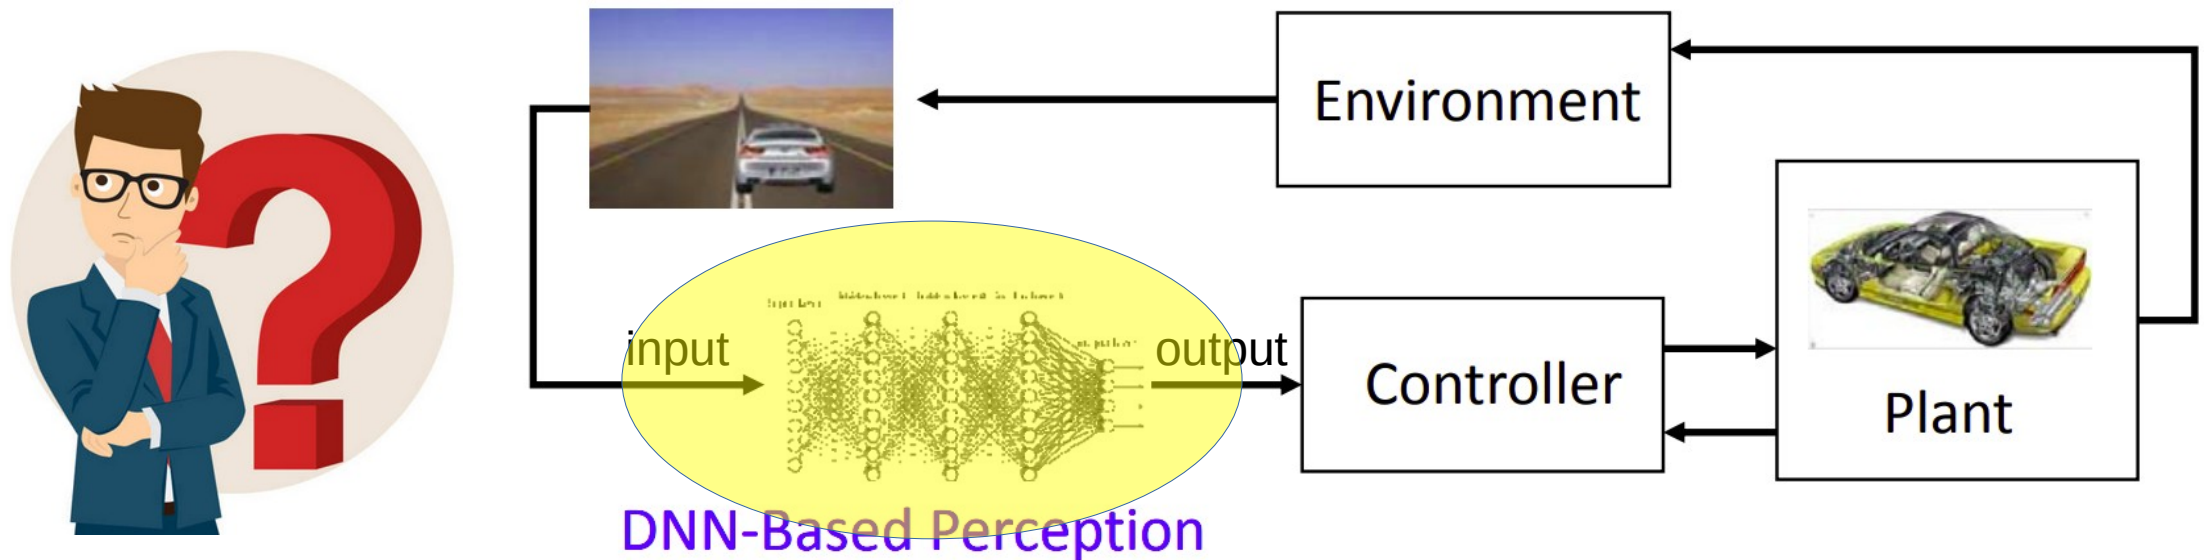 Environment
input
output
Controller
Plant
DNN-Based Perception